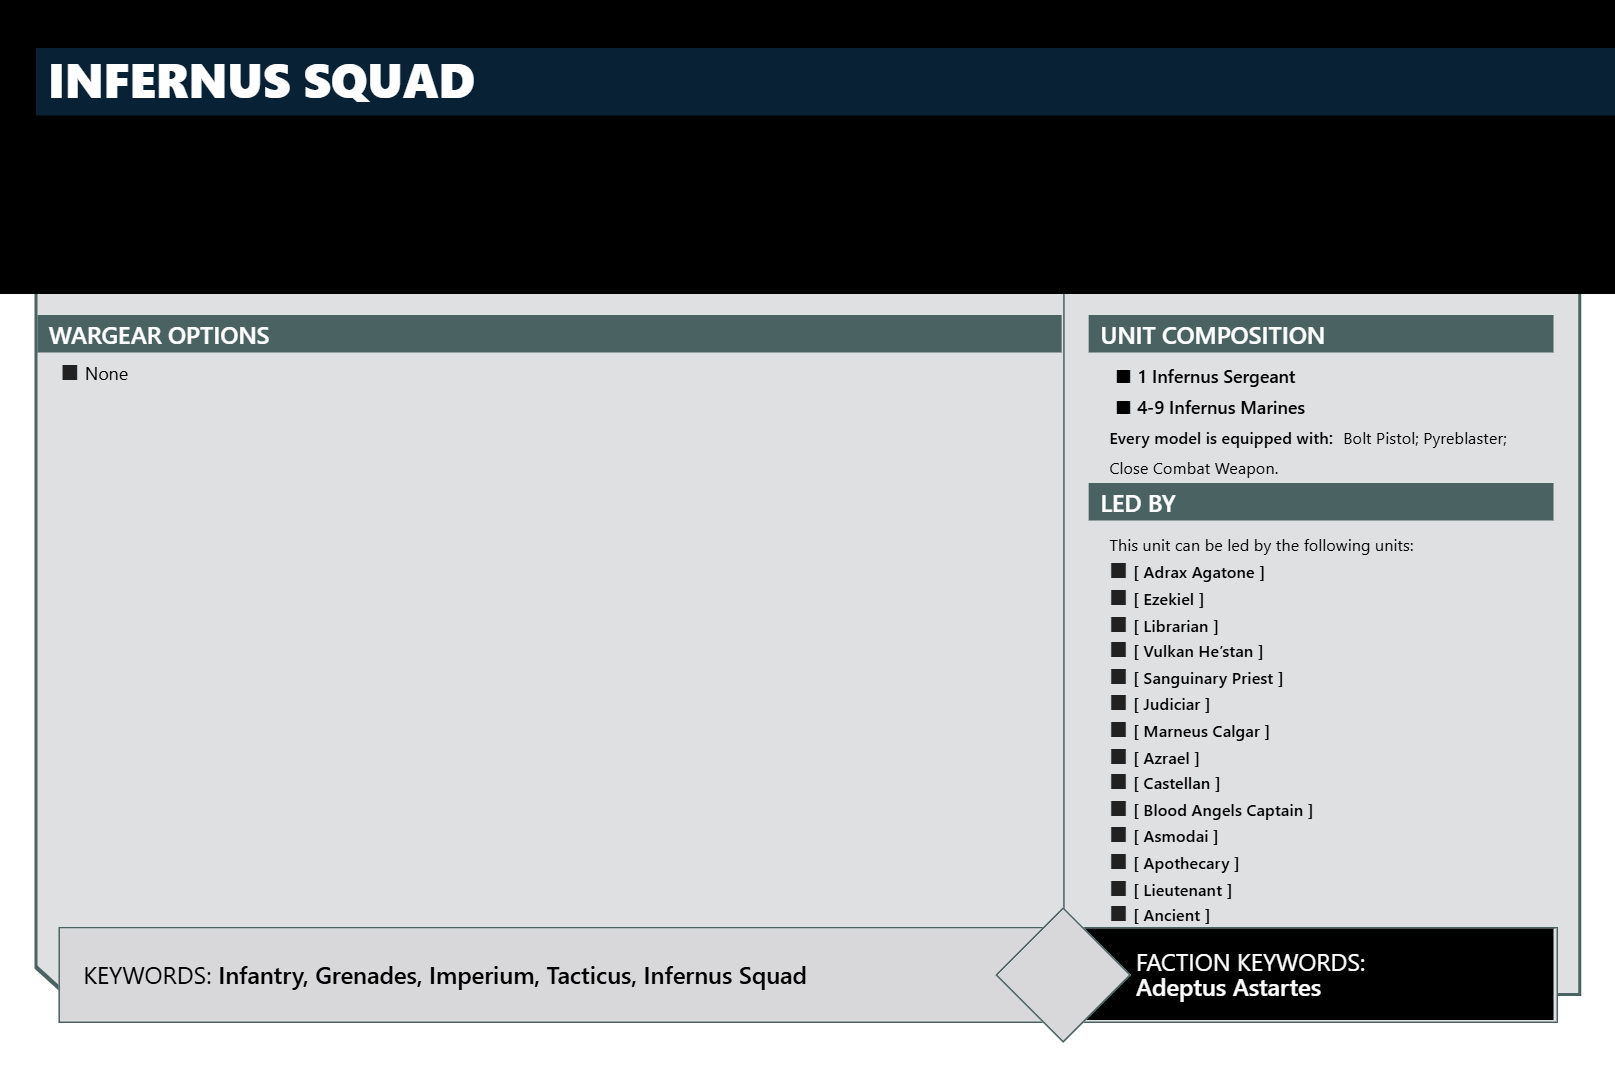 INFERNUS SQUAD
WARGEAR OPTIONS
■ None
UNIT COMPOSITION
■ 1 Infernus Sergeant
■ 4-9 Infernus Marines
Every model is equipped with: Bolt Pistol; Pyreblaster;
Close Combat Weapon.
LED BY
This unit can be led by the following units:
■ [ Adrax Agatone ]
■ [ Ezekiel ]
■ [ Librarian ]
■ [ Vulkan He'stan ]
■ [ Sanguinary Priest ]
■ [ Judiciar ]
■ [ Marneus Calgar ]
■ [ Azrael ]
■ [ Castellan ]
■ [ Blood Angels Captain ]
■ [ Asmodai ]
■ [ Apothecary ]
■ [ Lieutenant ]
■ [ Ancient ]
KEYWORDS: Infantry, Grenades, Imperium, Tacticus, Infernus Squad
FACTION KEYWORDS:
Adeptus Astartes